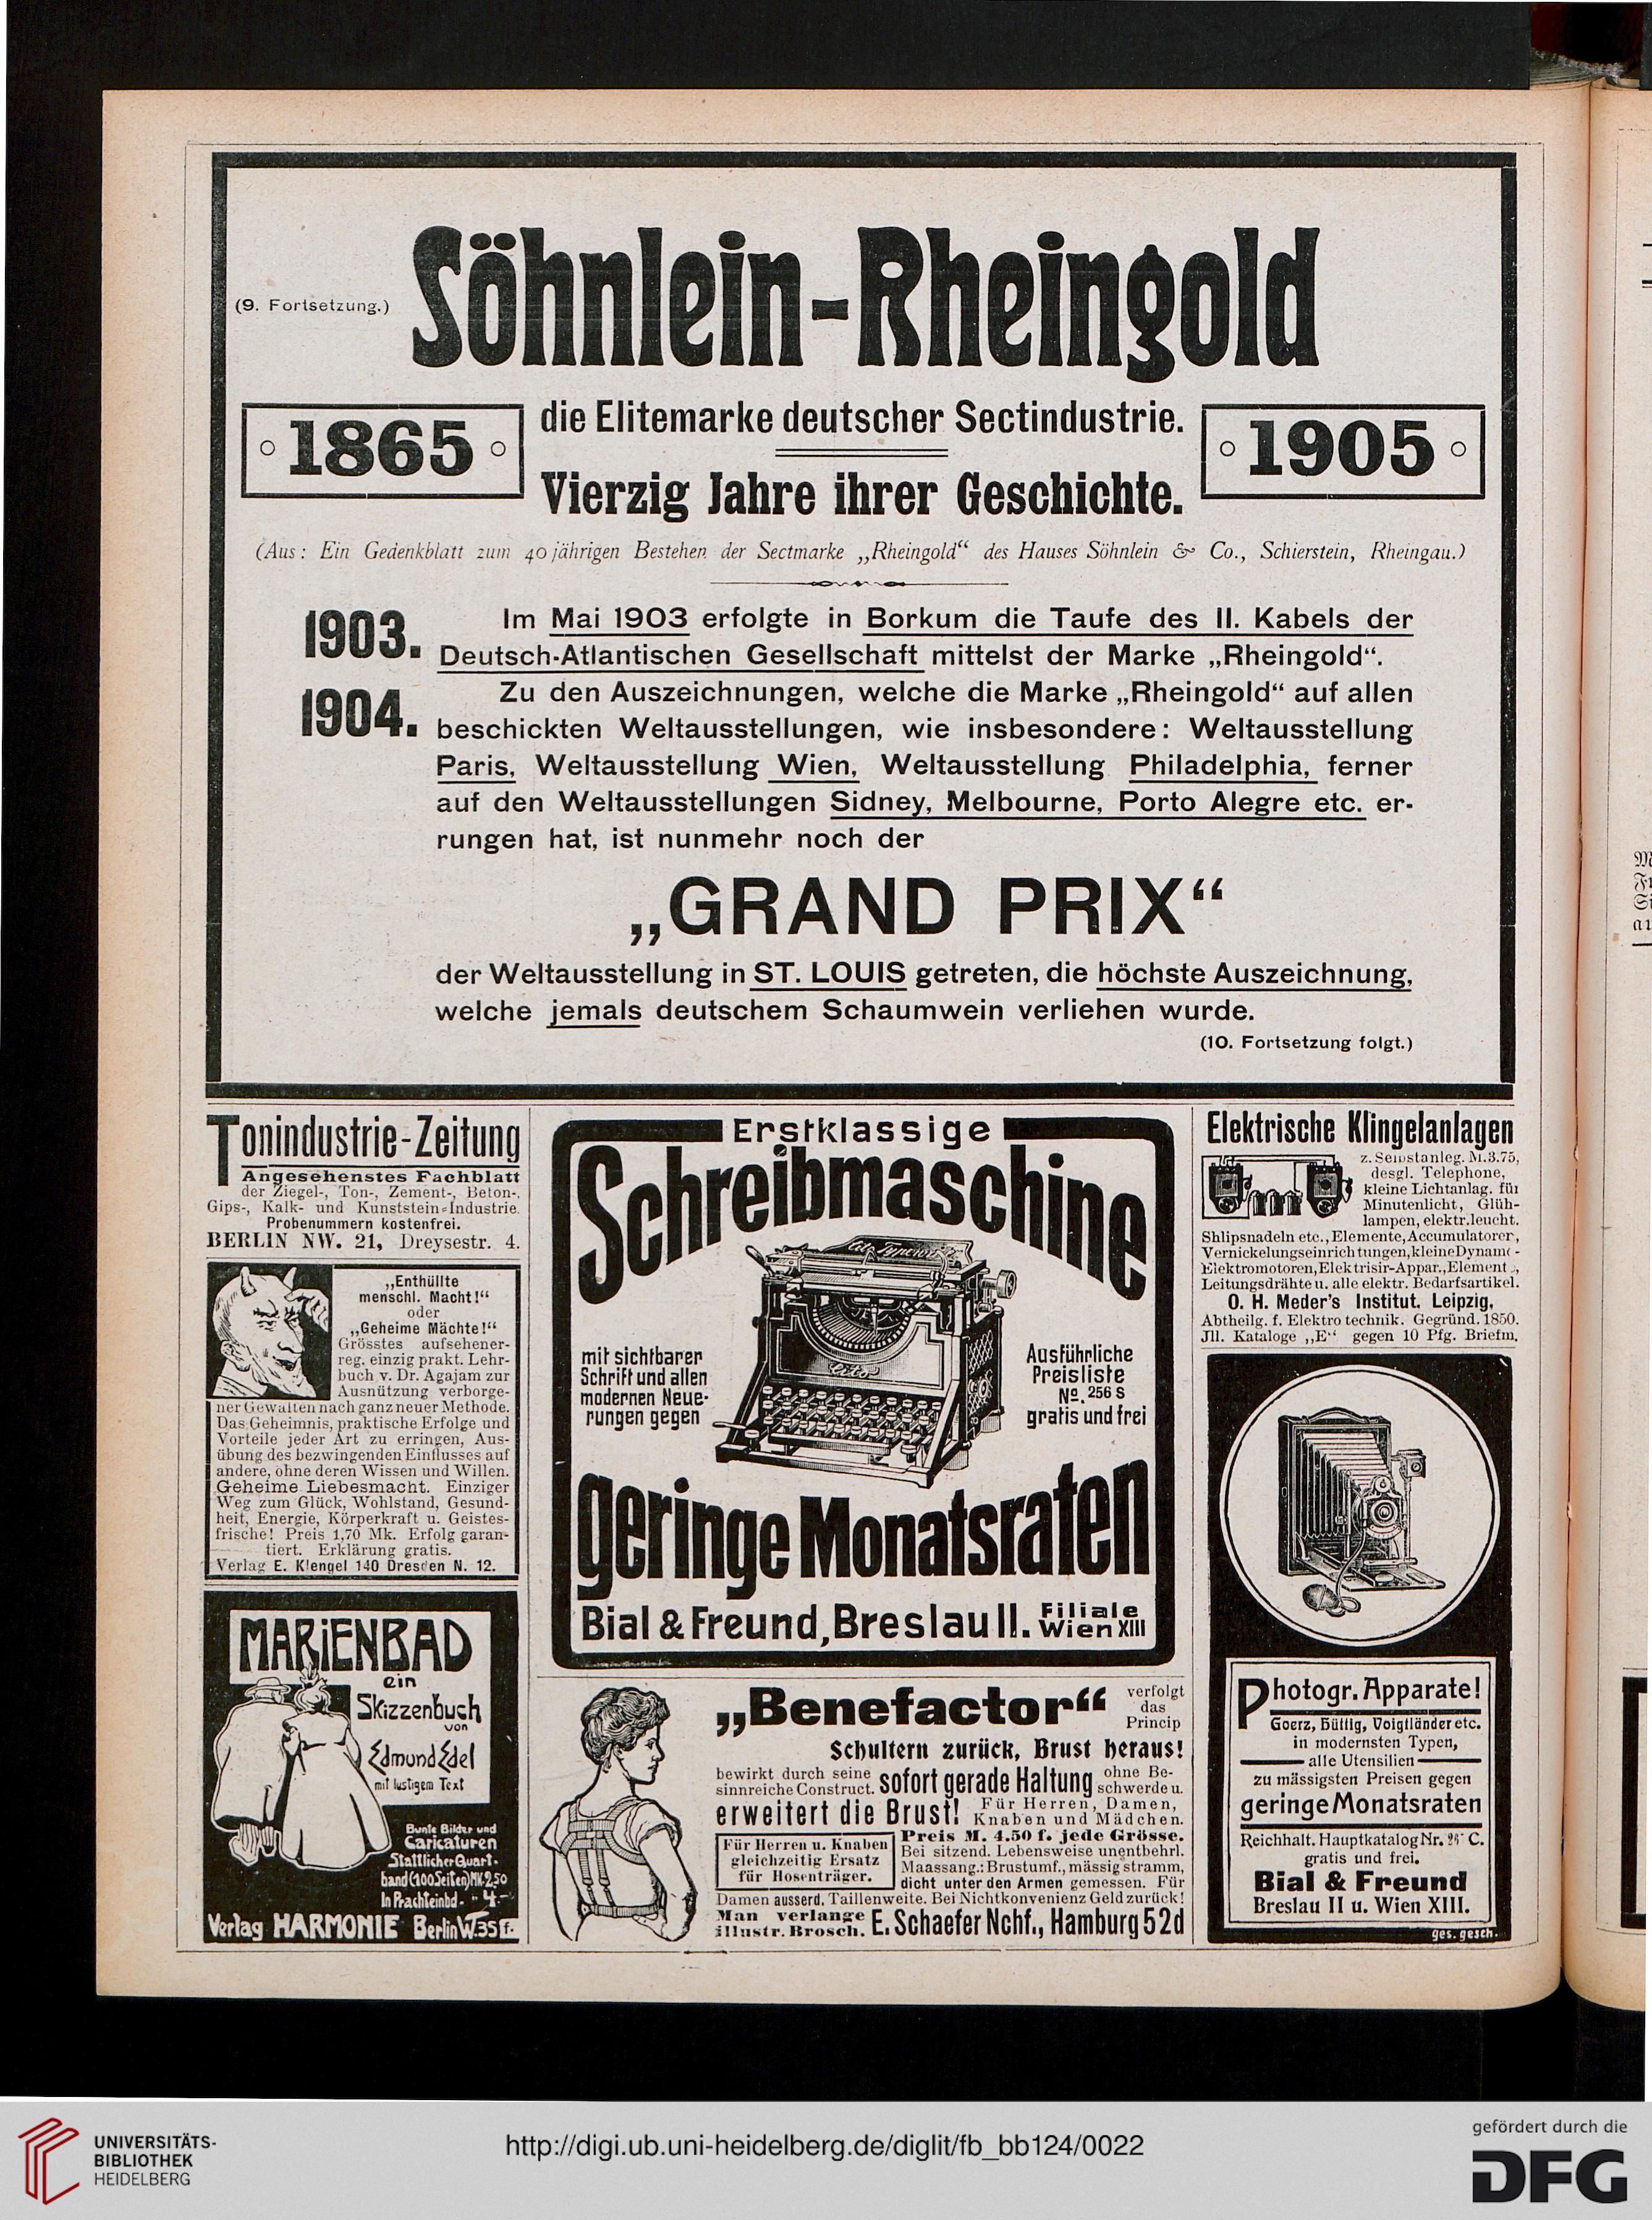 (9. Fortsetzung.)
Söhnlein-Rheingold
1865
die Elitemarke deutscher Sectindustrie.
Vierzig Jahre ihrer Geschichte.
1905
(Aus: Ein Gedenkblatt zum 40jährigen Bestehen der Sectmarke „Rheingold“ des Hauses Söhnlein & Co., Schierstein, Rheingau.)
1903.
Im Mai 1903 erfolgte in Borkum die Taufe des II. Kabels der
Deutsch-Atlantischen Gesellschaft mittelst der Marke „Rheingold“.
1904.
Zu den Auszeichnungen, welche die Marke „Rheingold“ auf allen
beschickten Weltausstellungen, wie insbesondere: Weltausstellung
Paris, Weltausstellung Wien, Weltausstellung Philadelphia, ferner
auf den Weltausstellungen Sidney, Melbourne, Porto Alegre etc. er-
rungen hat, ist nunmehr noch der
„GRAND PRIX“
der Weltausstellung in ST. LOUIS getreten, die höchste Auszeichnung,
welche jemals deutschem Schaumwein verliehen wurde.
(10. Fortsetzung folgt.)
Tonindustrie-Zeitung
Angesehenstes Fachblatt
der Ziegel-, Ton-, Zement-, Beton-,
Gips-, Kalk- und Kunststein-Industrie.
Probenummern kostenfrei.
BERLIN NW. 21, Dreysestr. 4.
„Enthüllte
menschl. Macht!“
oder
„Geheime Mächte!“
Grösstes aufsehener-
reg. einzig prakt. Lehr-
buch v. Dr. Agajam zur
Ausnützung verborge-
ner Gewalten nach ganz neuer Methode.
Das Geheimnis, praktische Erfolge und
Vorteile jeder Art zu erringen, Aus-
übung des bezwingenden Einflusses auf
andere, ohne deren Wissen und Willen.
Geheime Liebesmacht. Einziger
Weg zum Glück, Wohlstand, Gesund-
heit, Energie, Körperkraft u. Geistes-
frische! Preis 1,70 Mk. Erfolg garan-
tiert. Erklärung gratis.
Verlag E. Klengel 140 Dresden N. 12.
MARIENBAD
ein
Skizzenbuch
von
Edmund Edel
mit lustigem Text
Bunte Bilder und
Caricaturen
Stattlicher Quart-
band (100 Seiten) Mk. 2,50
In Prachteinbd. - " 4.-
Verlag HARMONIE Berlin W. 35 f.
Erstklassige
Schreibmaschine
mit sichtbarer
Schrift und allen
modernen Neue-
rungen gegen
Ausführliche
Preisliste
No. 256 S
gratis und frei
geringe Monatsraten
Bial & Freund, Breslau II. Filiale Wien XIII
„Benefactor“ verfolgt das Princip
Schultern zurück, Brust heraus!
bewirkt durch seine sinnreiche Construct. sofort gerade Haltung ohne Be-schwerde u.
erweitert die Brust! Für Herren, Damen, Knaben und Mädchen.
Für Herren u. Knaben
gleichzeitig Ersatz
für Hosenträger.
Preis M. 4.50 f. jede Grösse.
Bei sitzend. Lebensweise unentbehrl.
Maassang.: Brustumf., mässig stramm,
dicht unter den Armen gemessen. Für
Damen ausserd. Taillenweite. Bei Nichtkonvenienz Geld zurück!
Man verlange illustr. Brosch. E. Schaefer Nchf., Hamburg 52d
Elektrische Klingelanlagen
z. Selbstanleg. M. 3.75,
desgl. Telephone,
kleine Lichtanlag. für
Minutenlicht, Glüh-
lampen, elektr. leucht.
Shlipsnadeln etc., Elemente, Accumulatoren,
Vernickelungseinrichtungen, kleine Dynamo-
Elektromotoren, Elektrisir-Appar., Element.,
Leitungsdrähte u. alle elektr. Bedarfsartikel.
O. H. Meder's Institut. Leipzig,
Abtheilg. f. Elektrotechnik. Gegründ. 1850.
Jll. Kataloge „E“ gegen 10 Pfg. Briefm.
Photogr. Apparate!
Goerz, Hüttig, Voigtländer etc.
in modernsten Typen,
alle Utensilien
zu mässigsten Preisen gegen
geringe Monatsraten
Reichhalt. Hauptkatalog Nr. C.
gratis und frei.
Bial & Freund
Breslau II u. Wien XIII.
ges. gesch.
UNIVERSITÄTS-
BIBLIOTHEK
HEIDELBERG
http://digi.ub.uni-heidelberg.de/diglit/fb_bb124/0022
gefördert durch die
DFG